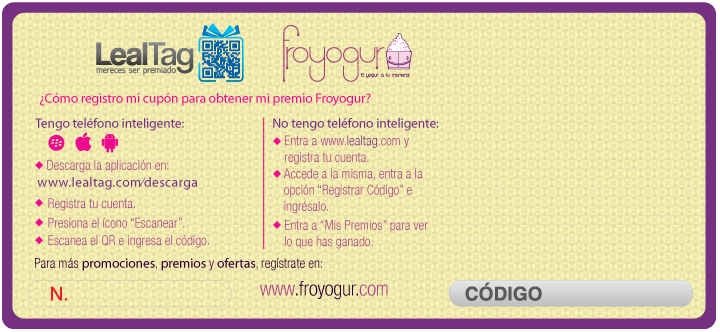 LealTag
mereces ser premiado
froyogur
El yogur a tu manera
¿Cómo registro mi cupón para obtener mi premio Froyogur?
Tengo teléfono inteligente:
Descarga la aplicación en:
www.lealtag.com/descarga
Registra tu cuenta.
Presiona el ícono “Escanear”.
Escanea el QR e ingresa el código.
No tengo teléfono inteligente:
Entra a www.lealtag.com y
registra tu cuenta.
Accede a la misma, entra a la
opción “Registrar Código” e
ingrésalo.
Entra a “Mis Premios” para ver
lo que has ganado.
Para más promociones, premios y ofertas, regístrate en:
N.
www.froyogur.com
CÓDIGO